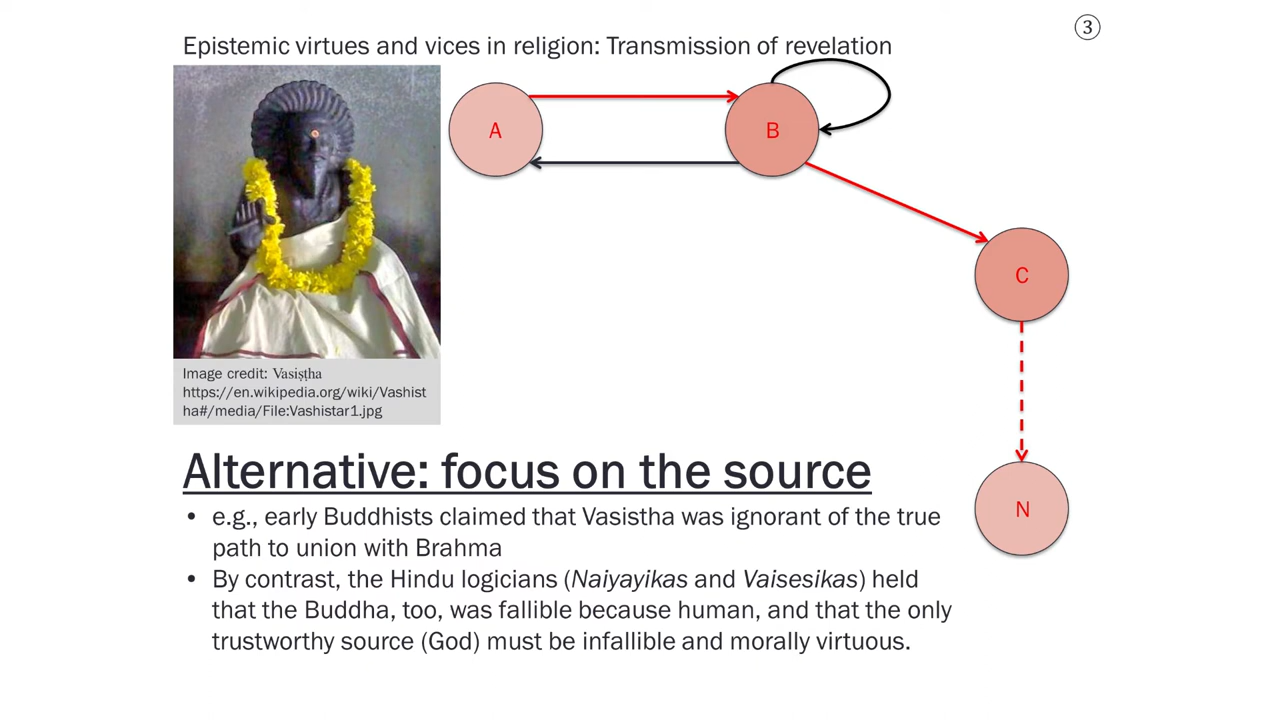 ③
Epistemic virtues and vices in religion: Transmission of revelation
A
B
C
N
Image credit: Vasiṣṭha
https://en.wikipedia.org/wiki/Vashist
ha#/media/File:Vashistar1.jpg
Alternative: focus on the source
• e.g., early Buddhists claimed that Vasistha was ignorant of the true
path to union with Brahma
• By contrast, the Hindu logicians (Naiyayikas and Vaisesikas) held
that the Buddha, too, was fallible because human, and that the only
trustworthy source (God) must be infallible and morally virtuous.